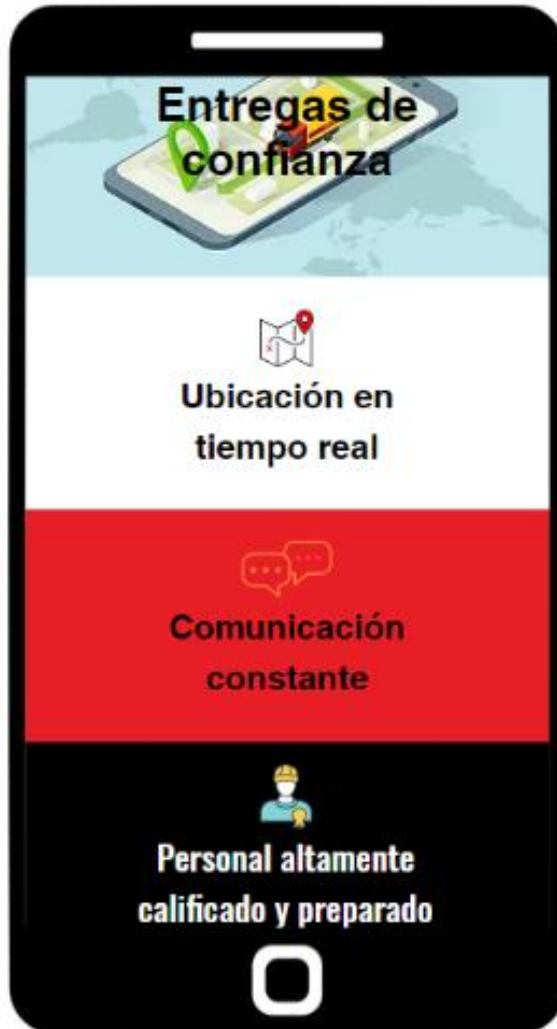 Entregas de
confianza
Ubicación en
tiempo real
Comunicación
constante
Personal altamente
calificado y preparado